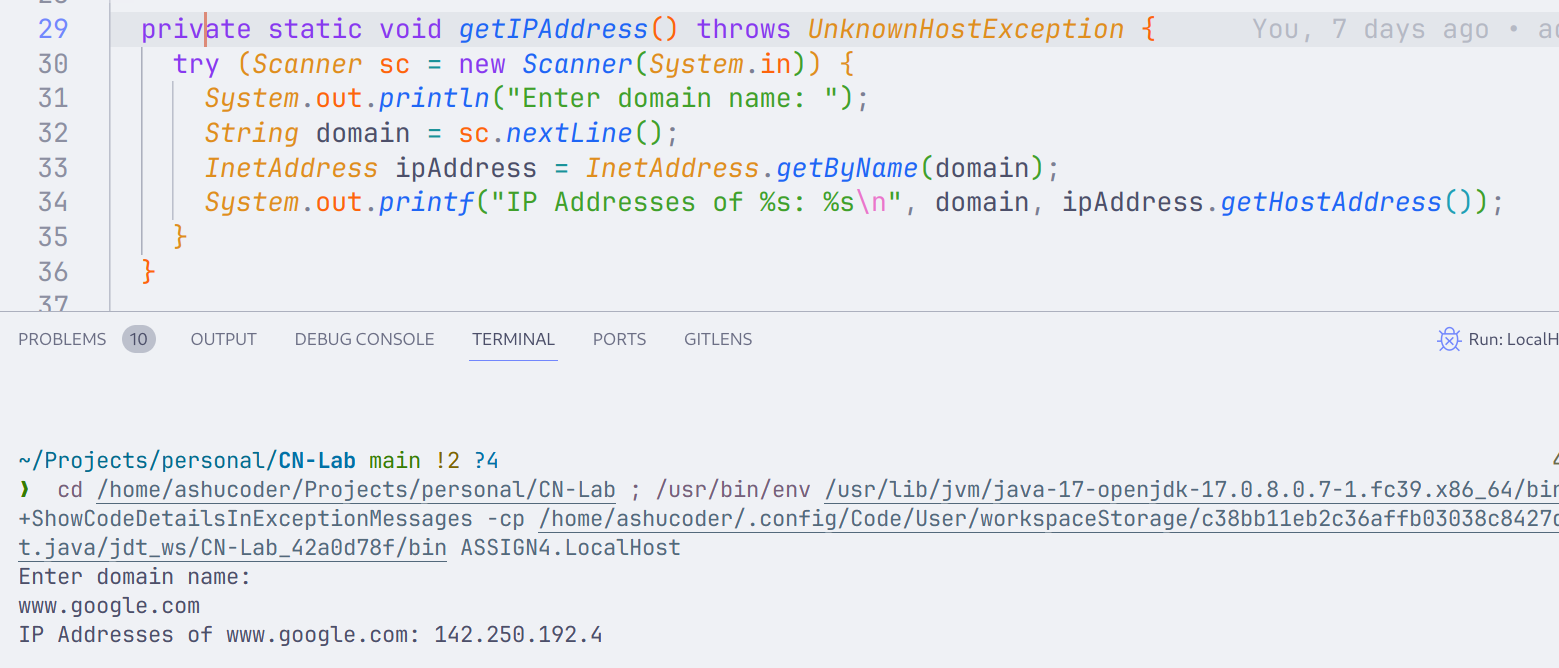 29 private static void getIPAddress() throws UnknownHostException { You, 7 days ago •
30 try (Scanner sc = new Scanner(System.in)) {
31 System.out.println("Enter domain name: ");
32 String domain = sc.nextLine();
33 InetAddress ipAddress = InetAddress.getByName(domain);
34 System.out.printf("IP Addresses of %s: %s\n", domain, ipAddress.getHostAddress());
35 }
36 }
37
PROBLEMS 10 OUTPUT DEBUG CONSOLE TERMINAL PORTS GITLENS Run: LocalH
~/Projects/personal/CN-Lab main !2 ?4
❯ cd /home/ashucoder/Projects/personal/CN-Lab ; /usr/bin/env /usr/lib/jvm/java-17-openjdk-17.0.8.0.7-1.fc39.x86_64/bin
+ShowCodeDetailsInExceptionMessages -cp /home/ashucoder/.config/Code/User/workspaceStorage/c38bb11eb2c36affb03038c8427
t.java/jdt_ws/CN-Lab_42a0d78f/bin ASSIGN4.LocalHost
Enter domain name:
www.google.com
IP Addresses of www.google.com: 142.250.192.4